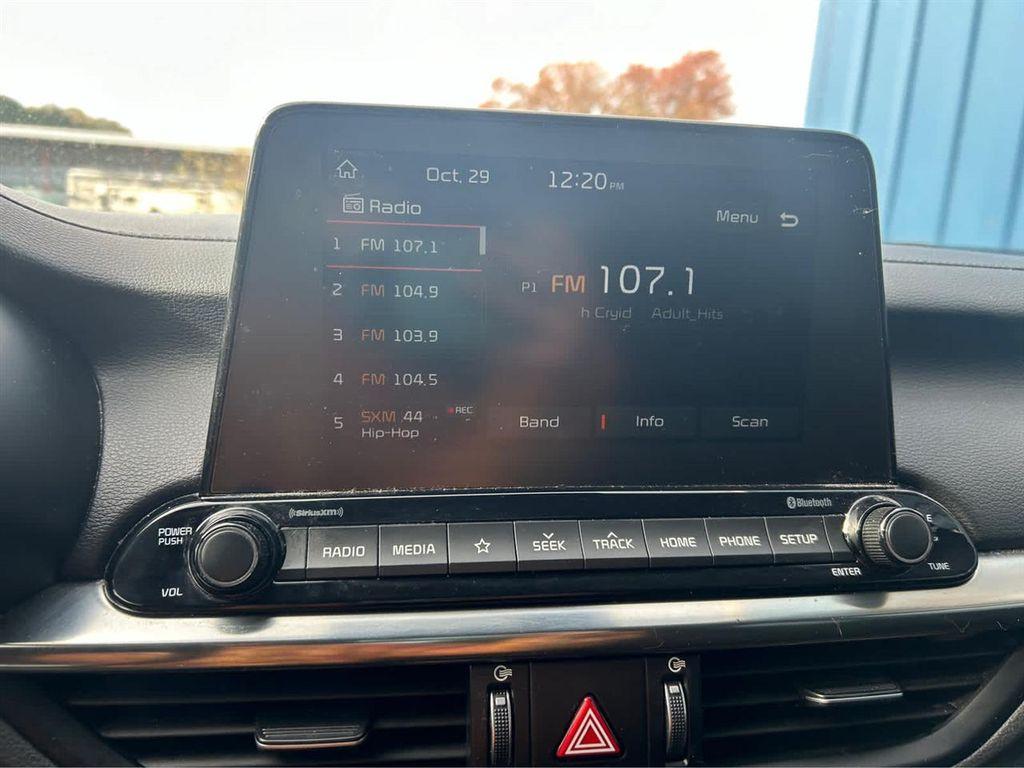 Oct. 29 12:20 PM
Radio
Menu
1 FM 107.1
P1 FM 107.1
2 FM 104.9
h Cryid Adult_Hits
3 FM 103.9
4 FM 104.5
5 SXM 44 REC
Hip-Hop
Band Info Scan
((SiriusXM))
Bluetooth
POWER
PUSH
RADIO MEDIA SEEK TRACK HOME PHONE SETUP
VOL
ENTER
TUNE